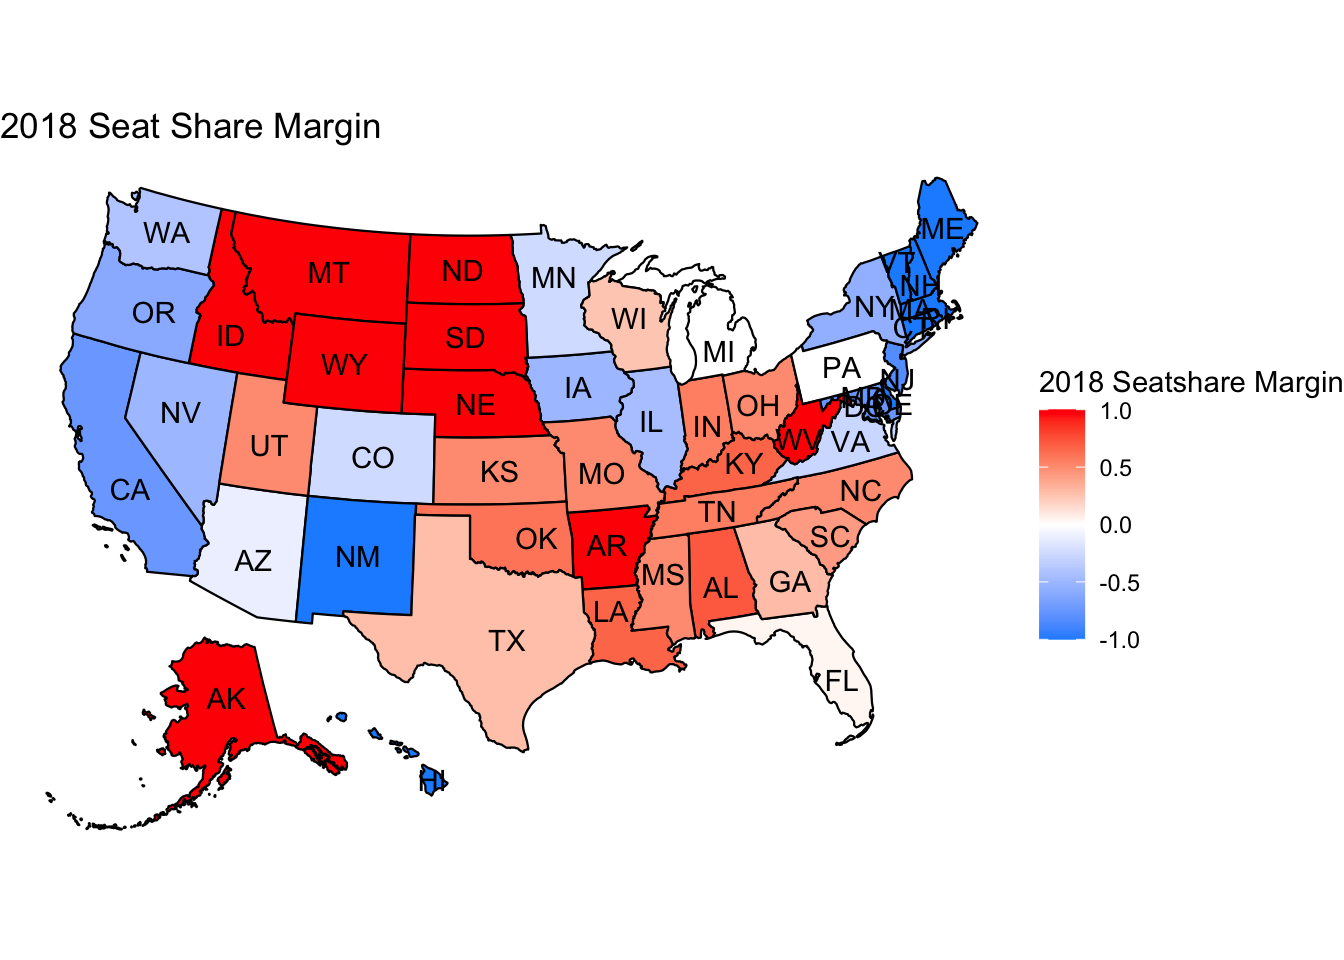 2018 Seat Share Margin
WA
MT
ND
MN
ME
VT
NH
OR
ID
WY
SD
WI
MI
NY
MA
RI
CT
NV
UT
CO
NE
IA
IL
IN
OH
PA
NJ
MD
DE
DC
WV
VA
CA
KS
MO
KY
NC
TN
AZ
NM
OK
AR
SC
MS
AL
GA
TX
LA
FL
AK
HI
2018 Seatshare Margin
1.0
0.5
0.0
-0.5
-1.0